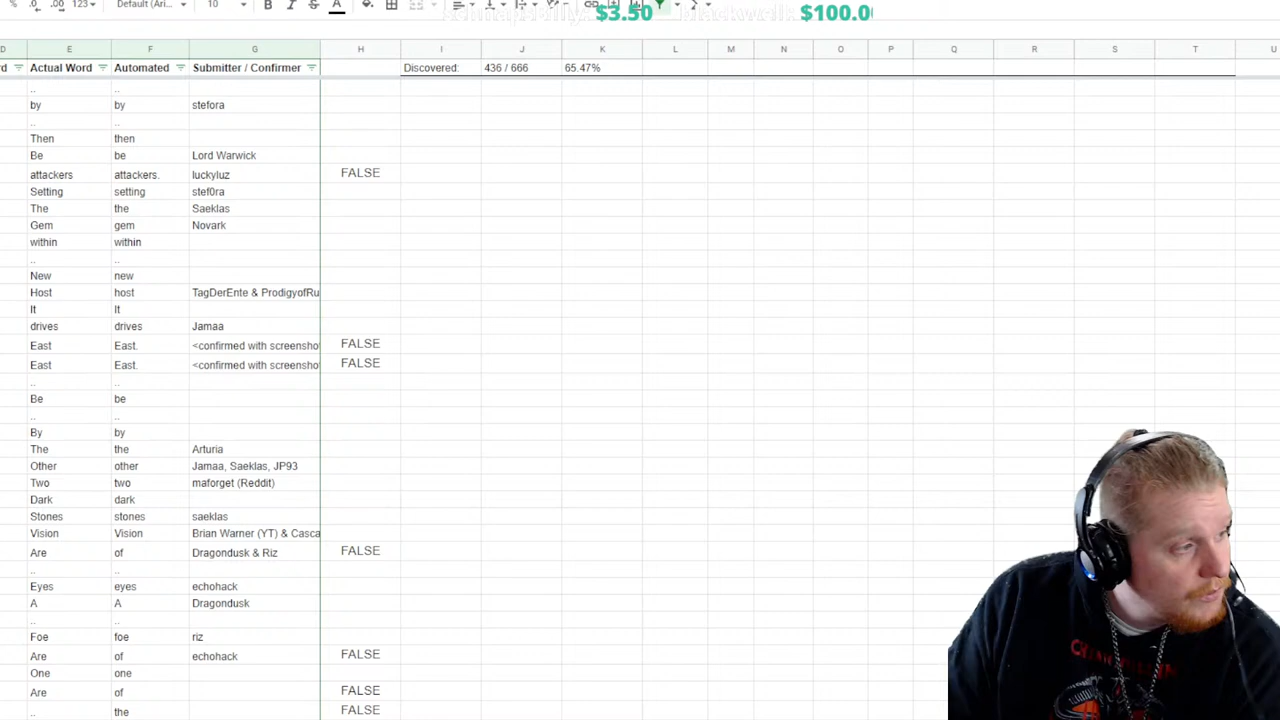 % .0 .00 123 Default (Ari... 10 B I S A
$3.50 $100.0
D E F G H I J K L M N O P Q R S T U
rd Actual Word Automated Submitter / Confirmer Discovered: 436 / 666 65.47%
.. ..
by by stefora
.. ..
Then then
Be be Lord Warwick
attackers attackers. luckyluz FALSE
Setting setting stef0ra
The the Saeklas
Gem gem Novark
within within
.. ..
New new
Host host TagDerEnte & ProdigyofRu
It It
drives drives Jamaa
East East. <confirmed with screensho FALSE
East East. <confirmed with screensho FALSE
.. ..
Be be
.. ..
By by
The the Arturia
Other other Jamaa, Saeklas, JP93
Two two maforget (Reddit)
Dark dark
Stones stones saeklas
Vision Vision Brian Warner (YT) & Casca
Are of Dragondusk & Riz FALSE
.. ..
Eyes eyes echohack
A A Dragondusk
.. ..
Foe foe riz
Are of echohack FALSE
One one
Are of FALSE
.. the FALSE